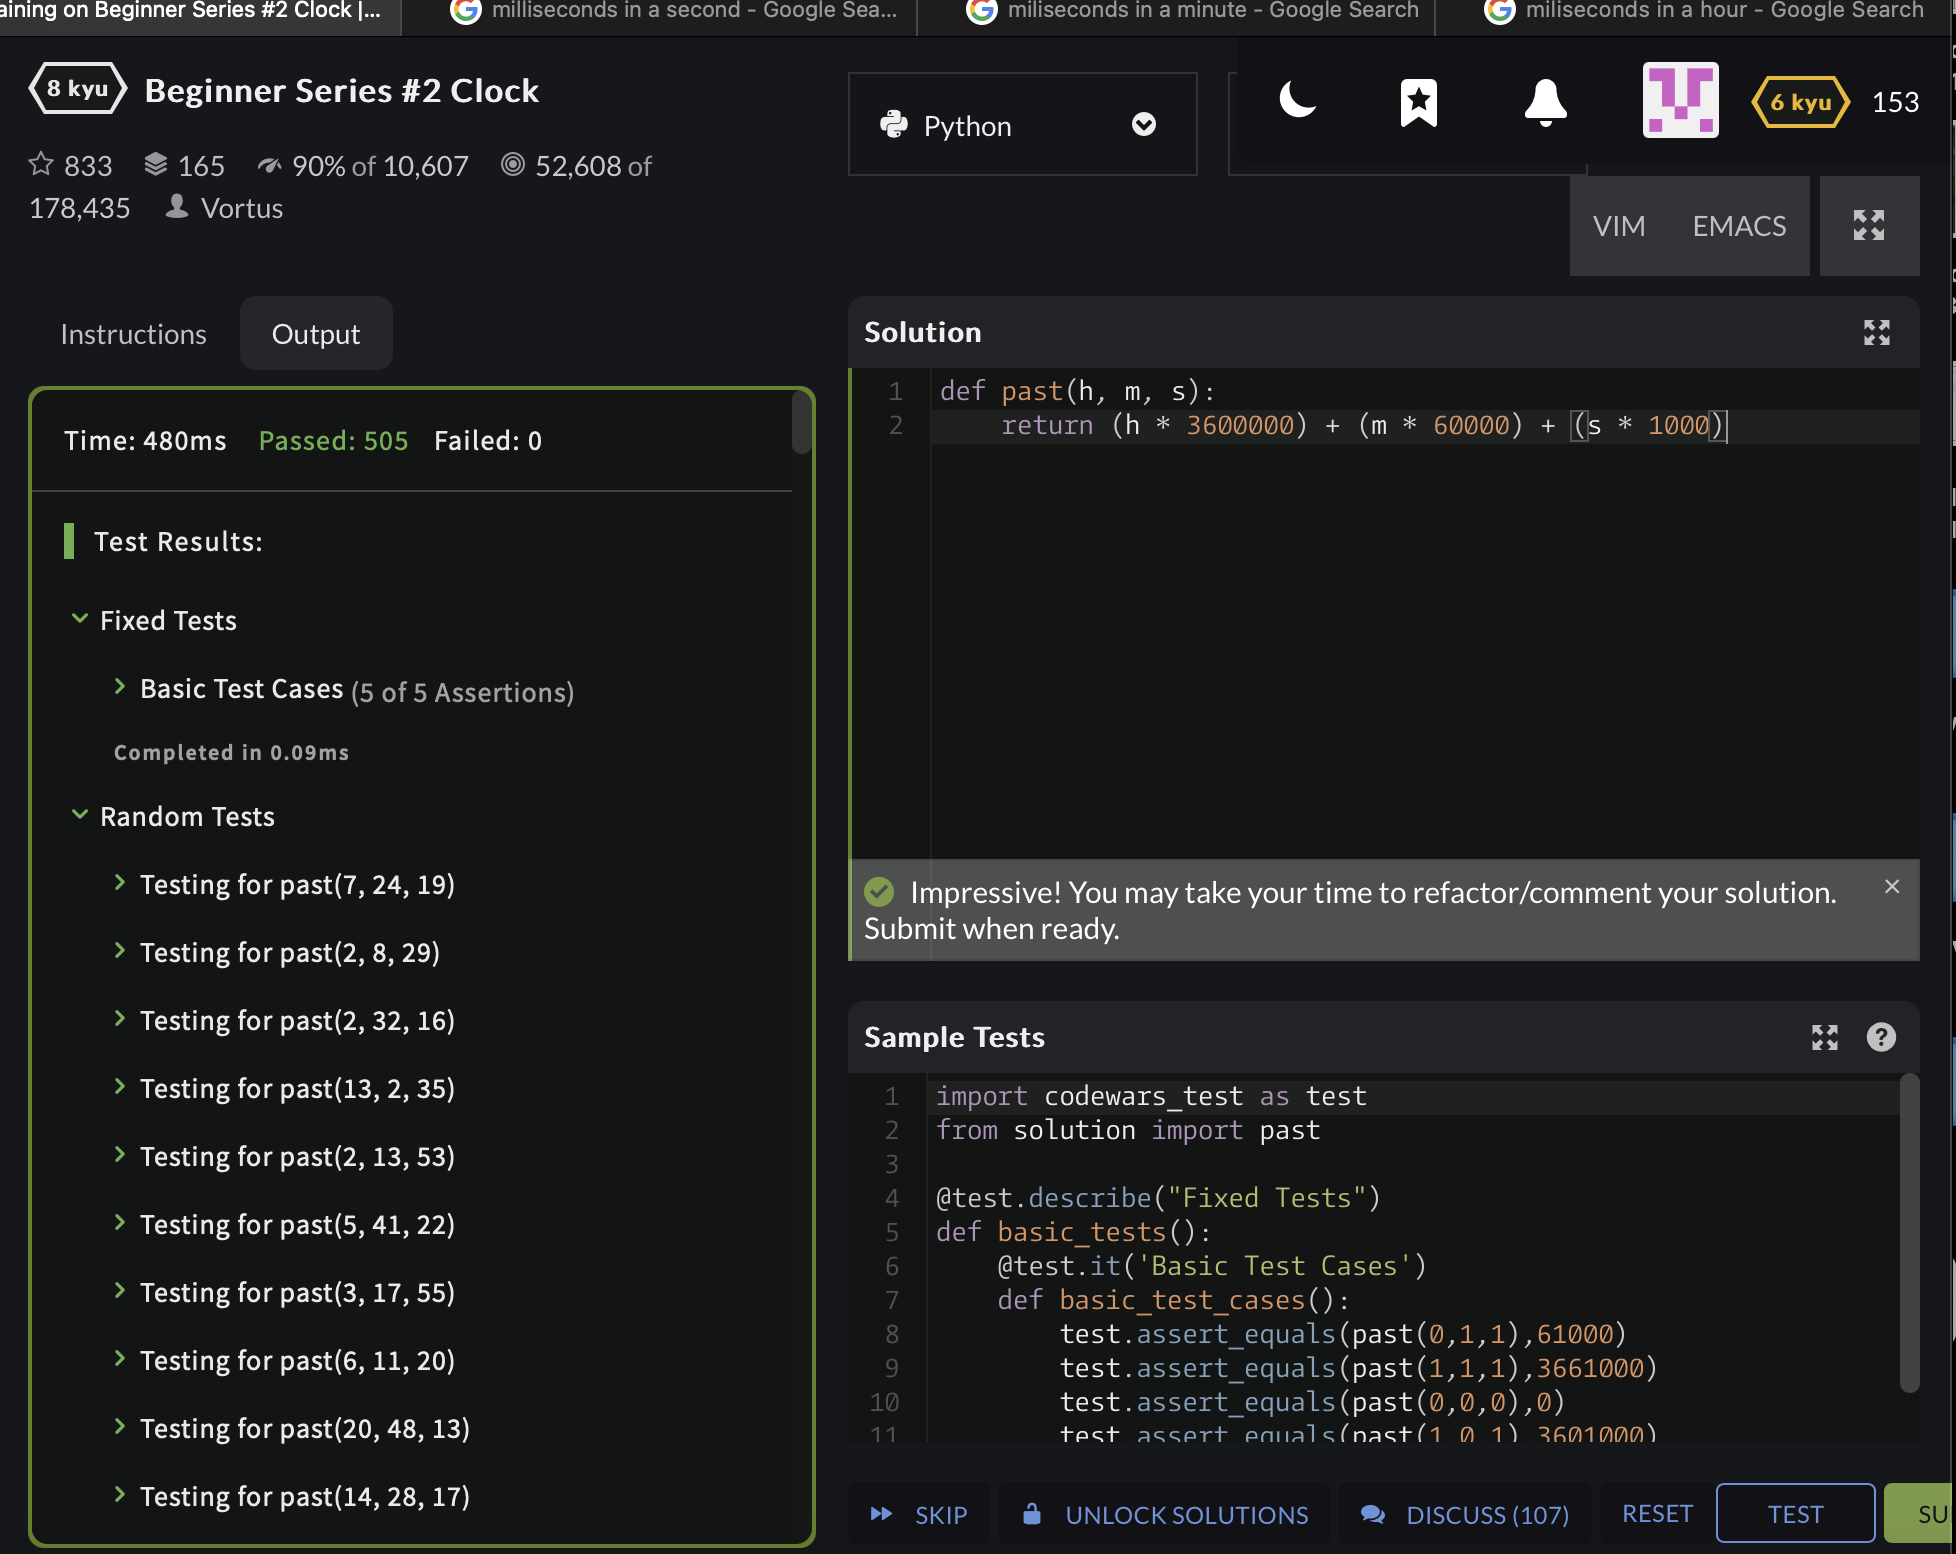 aining on Beginner Series #2 Clock |...
milliseconds in a second - Google Sea...
miliseconds in a minute - Google Search
miliseconds in a hour - Google Search
8 kyu
Beginner Series #2 Clock
833 165 90% of 10,607 52,608 of
178,435 Vortus
Python
6 kyu 153
VIM EMACS
Instructions
Output
Time: 480ms Passed: 505 Failed: 0
Test Results:
Fixed Tests
Basic Test Cases (5 of 5 Assertions)
Completed in 0.09ms
Random Tests
Testing for past(7, 24, 19)
Testing for past(2, 8, 29)
Testing for past(2, 32, 16)
Testing for past(13, 2, 35)
Testing for past(2, 13, 53)
Testing for past(5, 41, 22)
Testing for past(3, 17, 55)
Testing for past(6, 11, 20)
Testing for past(20, 48, 13)
Testing for past(14, 28, 17)
Solution
1 def past(h, m, s):
2     return (h * 3600000) + (m * 60000) + (s * 1000)
Impressive! You may take your time to refactor/comment your solution.
Submit when ready.
Sample Tests
1 import codewars_test as test
2 from solution import past
3
4 @test.describe("Fixed Tests")
5 def basic_tests():
6     @test.it('Basic Test Cases')
7     def basic_test_cases():
8         test.assert_equals(past(0,1,1),61000)
9         test.assert_equals(past(1,1,1),3661000)
10         test.assert_equals(past(0,0,0),0)
11         test.assert_equals(past(1,0,1),3601000)
SKIP
UNLOCK SOLUTIONS
DISCUSS (107)
RESET
TEST
SU